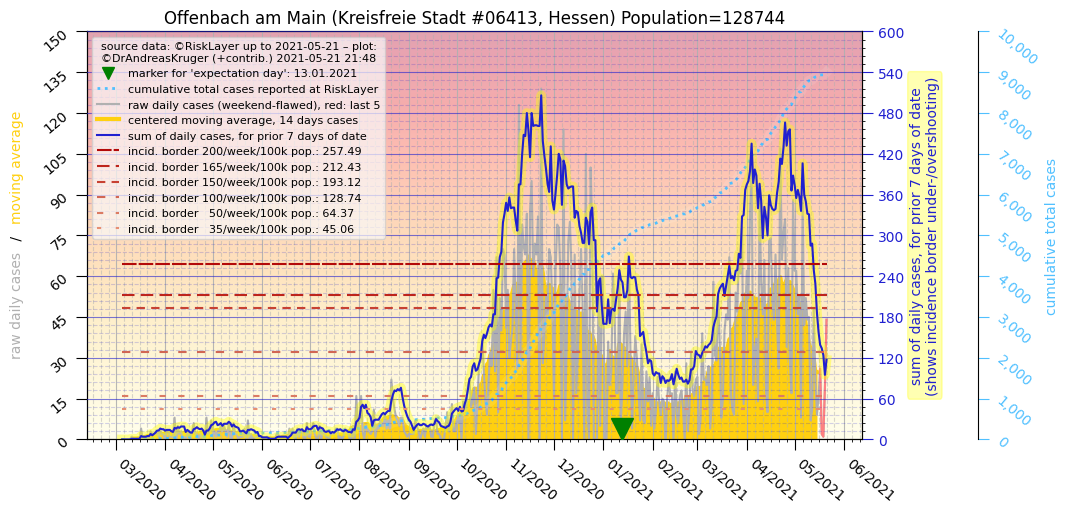 Offenbach am Main (Kreisfreie Stadt #06413, Hessen) Population=128744
source data: ©RiskLayer up to 2021-05-21 – plot:
©DrAndreasKruger (+contrib.) 2021-05-21 21:48
marker for 'expectation day': 13.01.2021
cumulative total cases reported at RiskLayer
raw daily cases (weekend-flawed), red: last 5
centered moving average, 14 days cases
sum of daily cases, for prior 7 days of date
incid. border 200/week/100k pop.: 257.49
incid. border 165/week/100k pop.: 212.43
incid. border 150/week/100k pop.: 193.12
incid. border 100/week/100k pop.: 128.74
incid. border   50/week/100k pop.: 64.37
incid. border   35/week/100k pop.: 45.06
raw daily cases  /  moving average
150
135
120
105
90
75
60
45
30
15
0
03/2020
04/2020
05/2020
06/2020
07/2020
08/2020
09/2020
10/2020
11/2020
12/2020
01/2021
02/2021
03/2021
04/2021
05/2021
06/2021
600
540
480
420
360
300
240
180
120
60
0
sum of daily cases, for prior 7 days of date
(shows incidence border under-/overshooting)
10,000
9,000
8,000
7,000
6,000
5,000
4,000
3,000
2,000
1,000
0
cumulative total cases